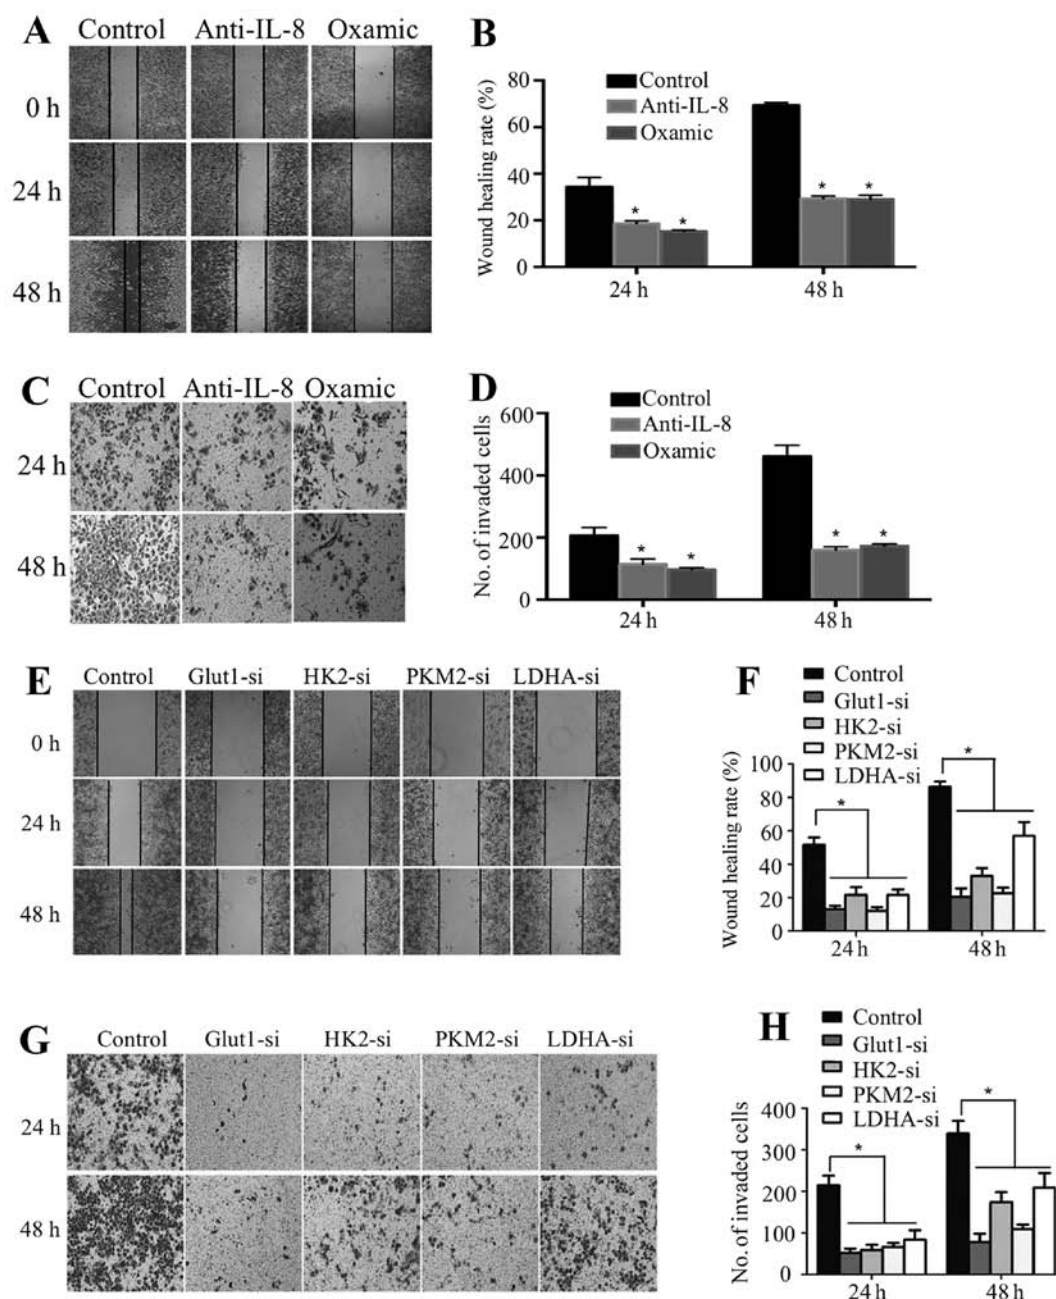 A
Control Anti-IL-8 Oxamic
0 h
24 h
48 h
B
Control
Anti-IL-8
Oxamic
Wound healing rate (%)
80
60
40
20
0
* * * *
24 h 48 h
C
Control Anti-IL-8 Oxamic
24 h
48 h
D
Control
Anti-IL-8
Oxamic
No. of invaded cells
600
400
200
0
* * * *
24 h 48 h
E
Control Glut1-si HK2-si PKM2-si LDHA-si
0 h
24 h
48 h
F
Control
Glut1-si
HK2-si
PKM2-si
LDHA-si
Wound healing rate (%)
100
80
60
40
20
0
* *
24 h 48 h
G
Control Glut1-si HK2-si PKM2-si LDHA-si
24 h
48 h
H
Control
Glut1-si
HK2-si
PKM2-si
LDHA-si
No. of invaded cells
400
300
200
100
0
* *
24 h 48 h